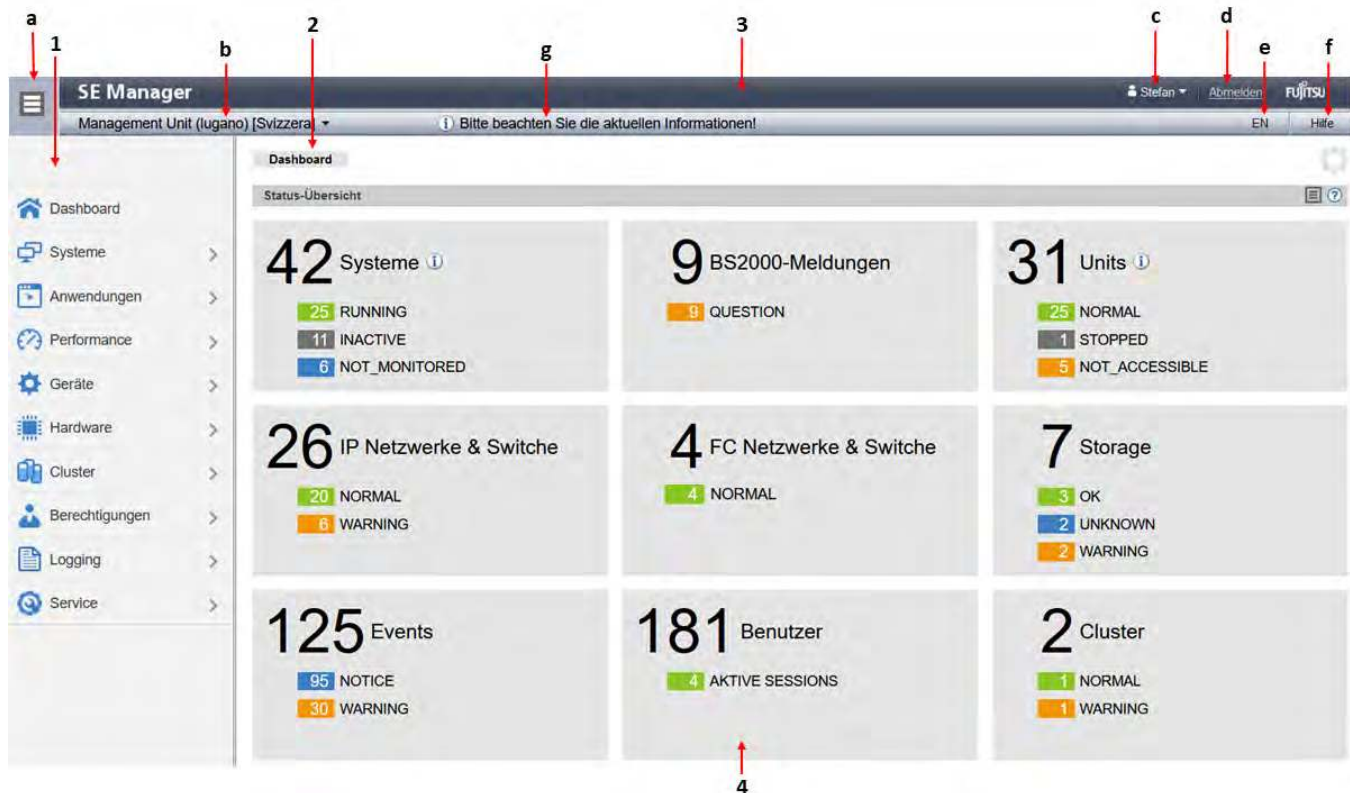 a
1
b
2
g
3
c
d
e
f
SE Manager
Stefan
Abmelden
FUJITSU
Management Unit (lugano) [Svizzera]
Bitte beachten Sie die aktuellen Informationen!
EN
Hilfe
Dashboard
Status-Übersicht
Dashboard
Systeme
Anwendungen
Performance
Geräte
Hardware
Cluster
Berechtigungen
Logging
Service
42 Systeme
25 RUNNING
11 INACTIVE
6 NOT_MONITORED
9 BS2000-Meldungen
9 QUESTION
31 Units
25 NORMAL
1 STOPPED
5 NOT_ACCESSIBLE
26 IP Netzwerke & Switche
20 NORMAL
6 WARNING
4 FC Netzwerke & Switche
4 NORMAL
7 Storage
3 OK
2 UNKNOWN
2 WARNING
125 Events
95 NOTICE
30 WARNING
181 Benutzer
4 AKTIVE SESSIONS
2 Cluster
1 NORMAL
1 WARNING
4